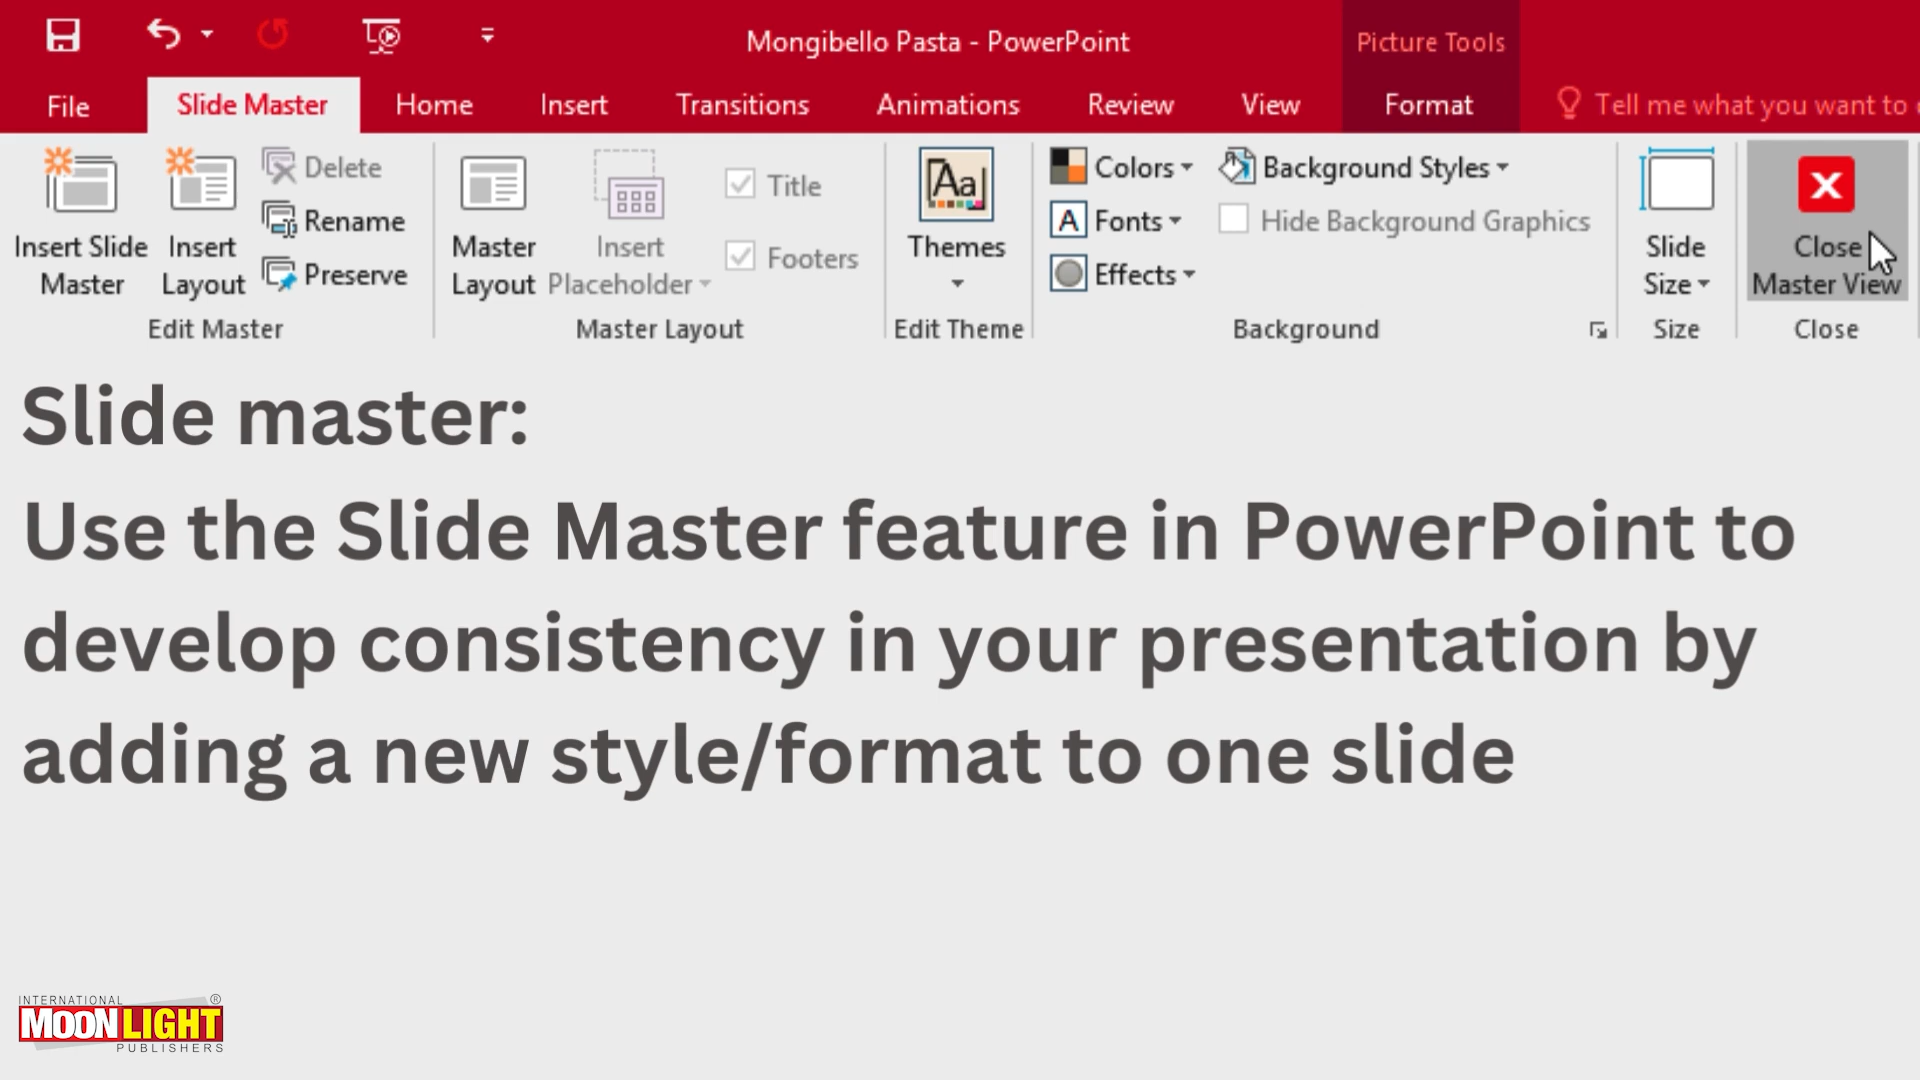 Mongibello Pasta - PowerPoint
Picture Tools
File
Slide Master
Home
Insert
Transitions
Animations
Review
View
Format
Tell me what you want to
Insert Slide
Master
Insert
Layout
Delete
Rename
Preserve
Edit Master
Master
Layout
Insert
Placeholder
Title
Footers
Master Layout
Aa
Themes
Edit Theme
Colors
A Fonts
Effects
Background Styles
Hide Background Graphics
Background
Slide
Size
Size
Close
Master View
Close
Slide master:
Use the Slide Master feature in PowerPoint to
develop consistency in your presentation by
adding a new style/format to one slide
INTERNATIONAL ®
MOONLIGHT
PUBLISHERS